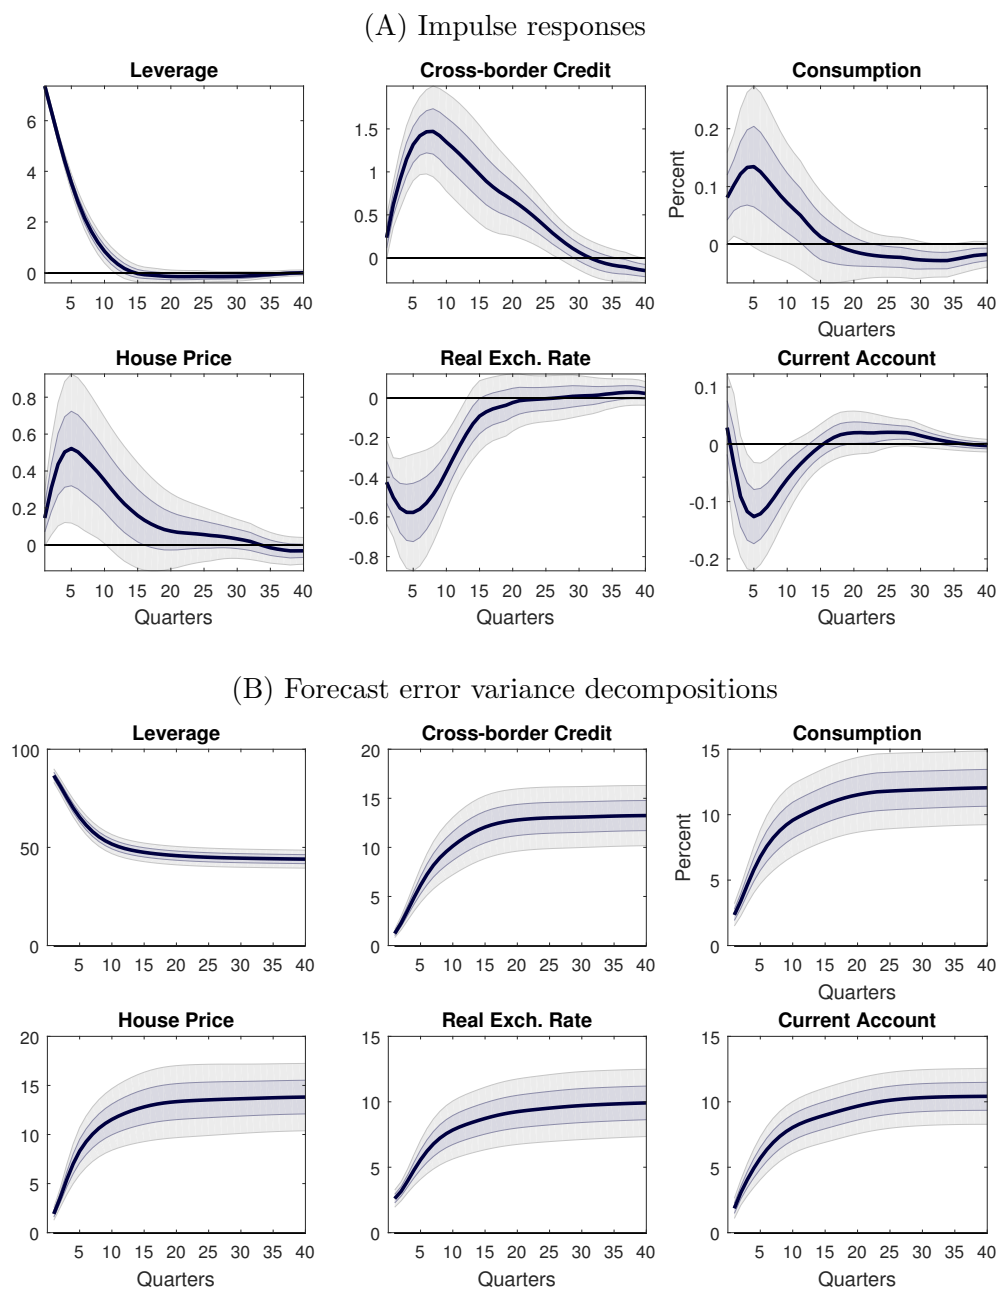 (A) Impulse responses
Leverage Cross-border Credit Consumption
6
4
2
0
5 10 15 20 25 30 35 40
1.5
1
0.5
0
5 10 15 20 25 30 35 40
Percent
0.2
0.1
0
5 10 15 20 25 30 35 40
Quarters
House Price Real Exch. Rate Current Account
0.8
0.6
0.4
0.2
0
5 10 15 20 25 30 35 40
Quarters
0
-0.2
-0.4
-0.6
-0.8
5 10 15 20 25 30 35 40
Quarters
0.1
0
-0.1
-0.2
5 10 15 20 25 30 35 40
Quarters
(B) Forecast error variance decompositions
Leverage Cross-border Credit Consumption
100
50
0
5 10 15 20 25 30 35 40
20
15
10
5
0
5 10 15 20 25 30 35 40
Percent
15
10
5
0
5 10 15 20 25 30 35 40
Quarters
House Price Real Exch. Rate Current Account
20
15
10
5
0
5 10 15 20 25 30 35 40
Quarters
15
10
5
0
5 10 15 20 25 30 35 40
Quarters
15
10
5
0
5 10 15 20 25 30 35 40
Quarters